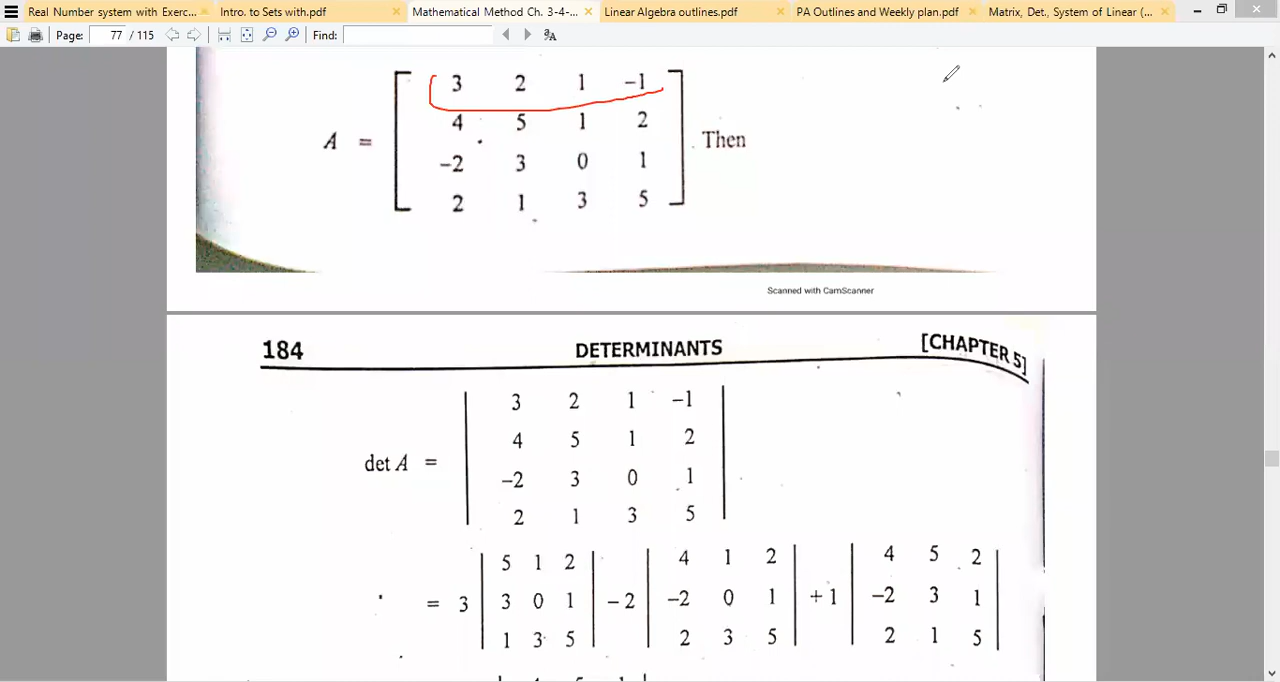 Real Number system with Exerc...
Intro. to Sets with.pdf
Mathematical Method Ch. 3-4-...
Linear Algebra outlines.pdf
PA Outlines and Weekly plan.pdf
Matrix, Det., System of Linear (...
Page: 77 / 115 Find:
3 2 1 -1
4 5 1 2
A = . Then
-2 3 0 1
2 1 3 5
Scanned with CamScanner
184 DETERMINANTS [CHAPTER 5]
3 2 1 -1
4 5 1 2
det A =
-2 3 0 1
2 1 3 5
5 1 2 4 1 2 4 5 2
= 3 3 0 1 - 2 -2 0 1 + 1 -2 3 1
1 3 5 2 3 5 2 1 5